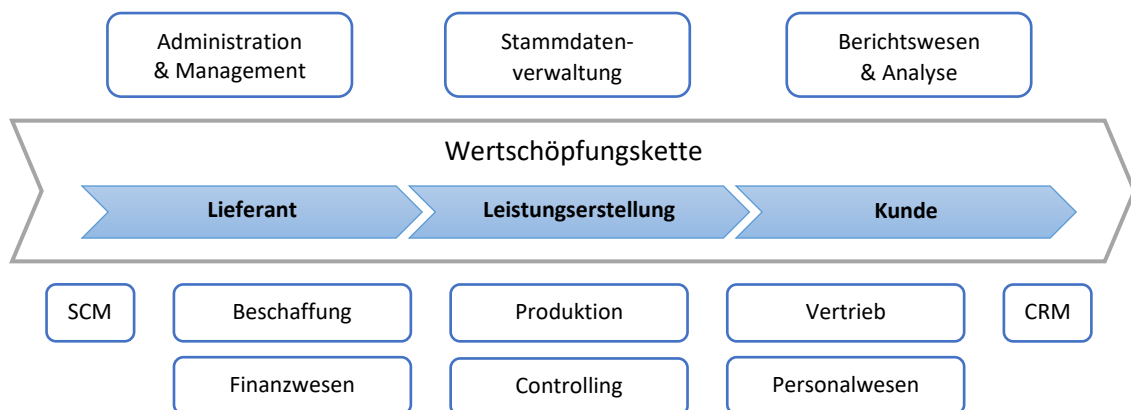 Administration
& Management
Stammdaten-
verwaltung
Berichtswesen
& Analyse
Wertschöpfungskette
Lieferant
Leistungserstellung
Kunde
SCM
Beschaffung
Produktion
Vertrieb
CRM
Finanzwesen
Controlling
Personalwesen